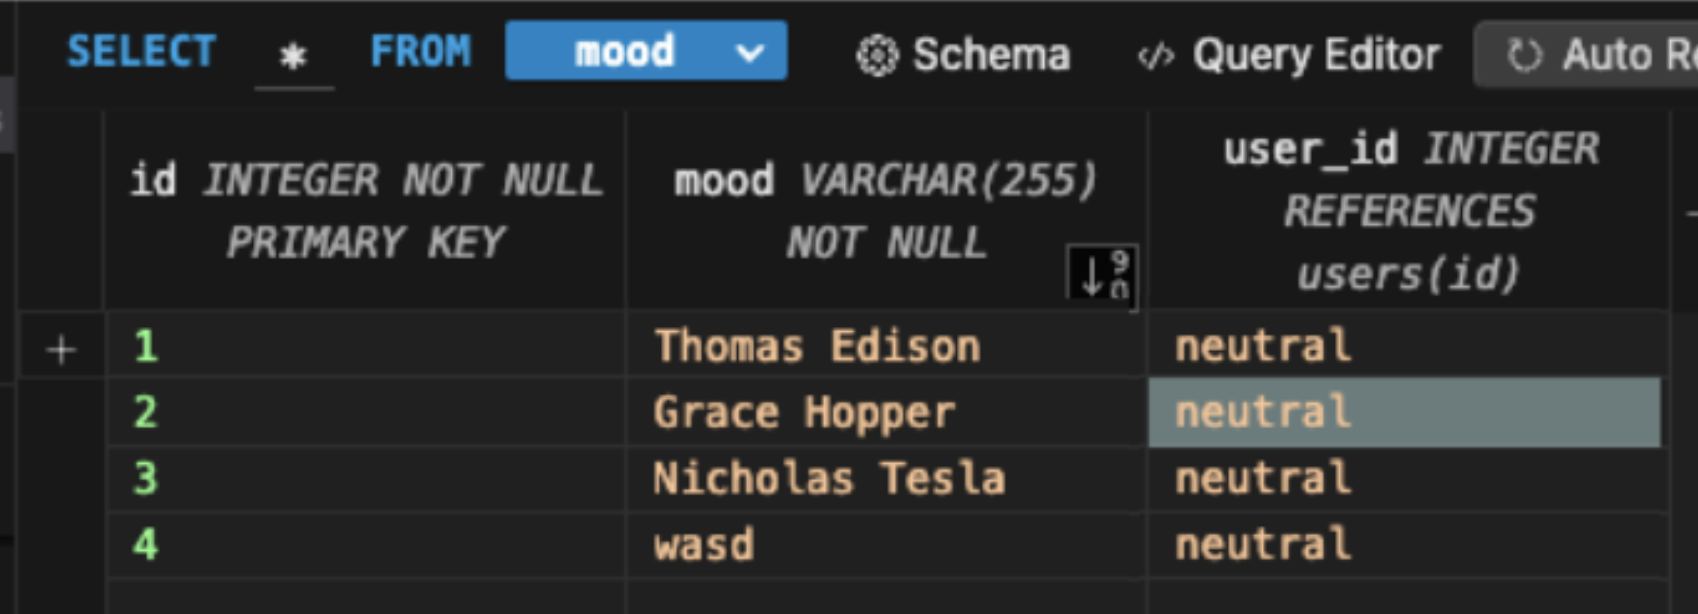 SELECT * FROM mood Schema Query Editor Auto
id INTEGER NOT NULL
PRIMARY KEY
mood VARCHAR(255)
NOT NULL
user_id INTEGER
REFERENCES
users(id)
1 Thomas Edison neutral
2 Grace Hopper neutral
3 Nicholas Tesla neutral
4 wasd neutral